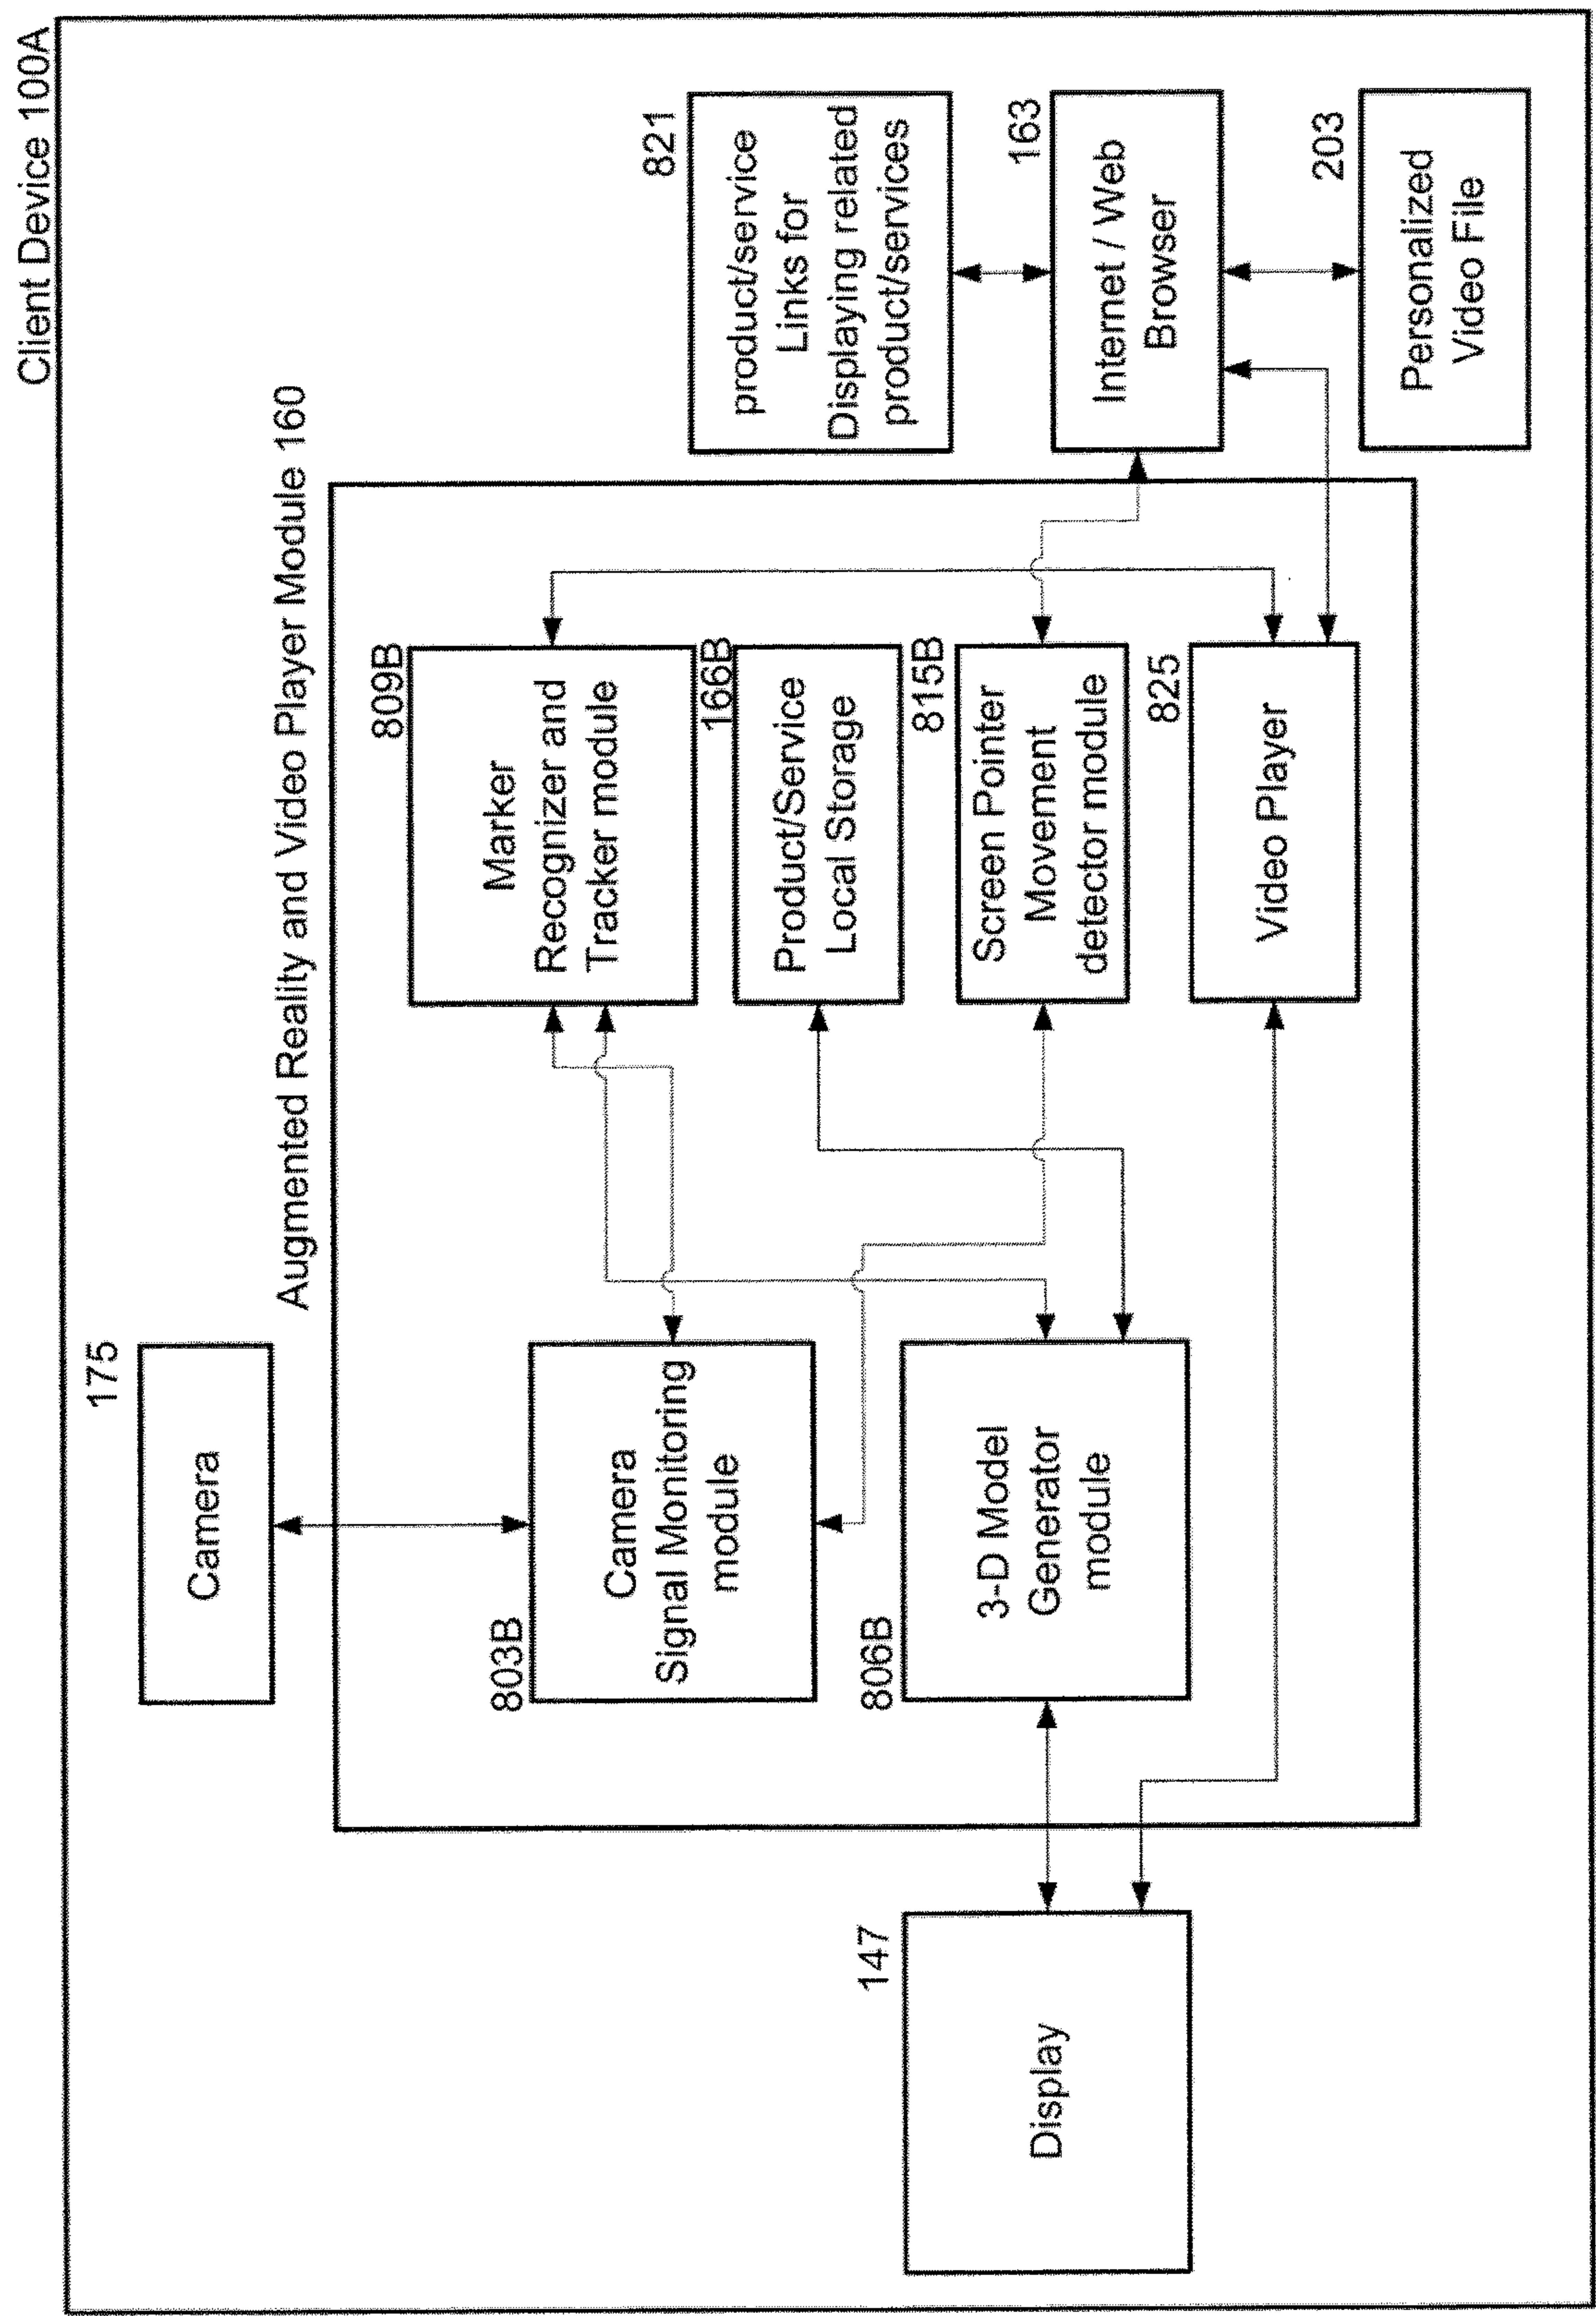 Client Device 100A
175
Camera
Augmented Reality and Video Player Module 160
803B
Camera
Signal Monitoring
module
809B
Marker
Recognizer and
Tracker module
821
product/service
Links for
Displaying related
product/services
166B
Product/Service
Local Storage
147
Display
806B
3-D Model
Generator
module
815B
Screen Pointer
Movement
detector module
163
Internet / Web
Browser
825
Video Player
203
Personalized
Video File